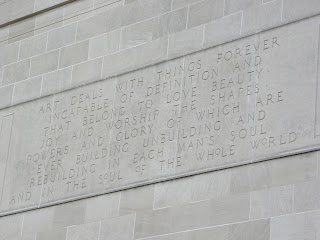 ART DEALS WITH THINGS FOREVER
INCAPABLE OF DEFINITION AND
THAT BELONG TO LOVE BEAUTY
JOY AND WORSHIP THE SHAPES
POWERS AND GLORY OF WHICH ARE
EVER BUILDING UNBUILDING AND
REBUILDING IN EACH MAN'S SOUL
AND IN THE SOUL OF THE WHOLE WORLD